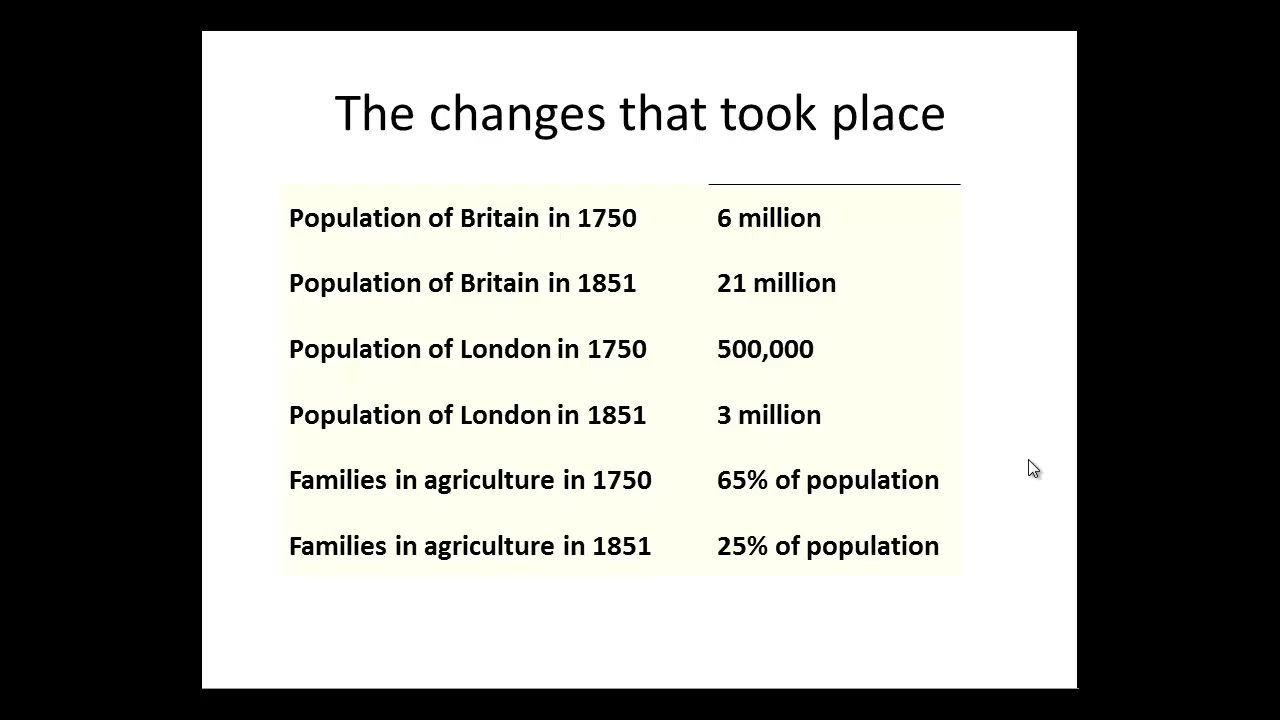 The changes that took place
Population of Britain in 1750 6 million
Population of Britain in 1851 21 million
Population of London in 1750 500,000
Population of London in 1851 3 million
Families in agriculture in 1750 65% of population
Families in agriculture in 1851 25% of population